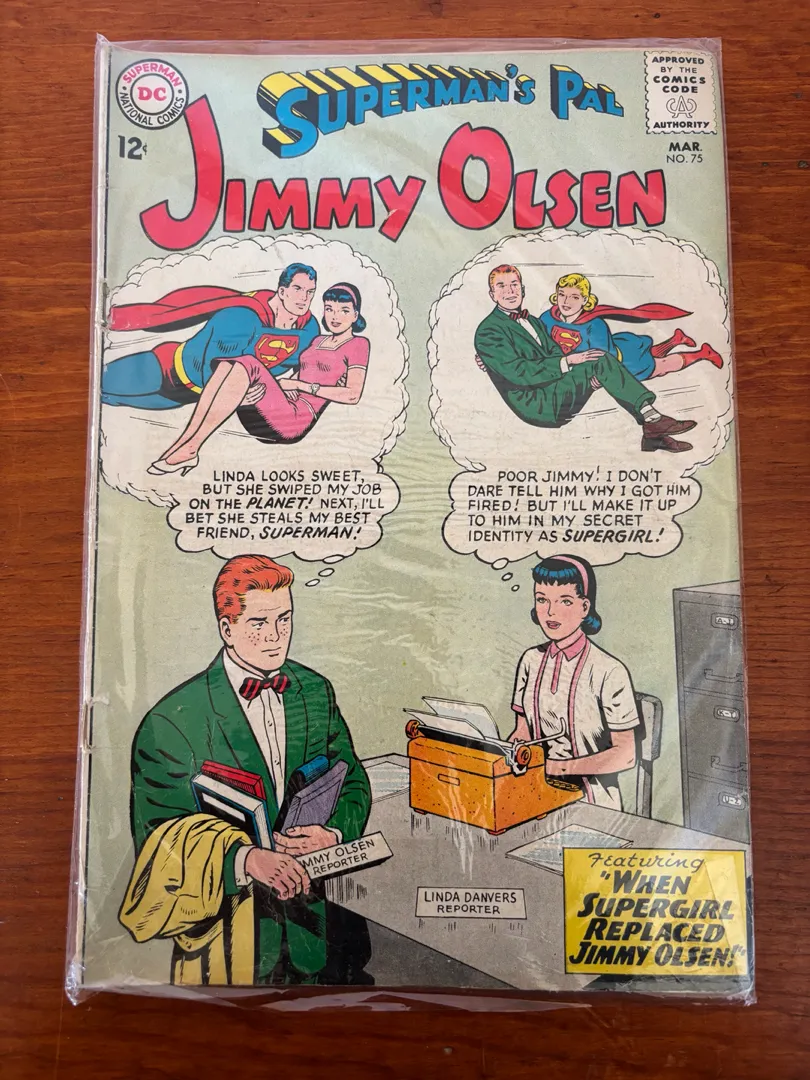 SUPERMAN
DC
NATIONAL COMICS
12¢
SUPERMAN'S PAL
JIMMY OLSEN
APPROVED
BY THE
COMICS
CODE
CA
AUTHORITY
MAR.
NO. 75
LINDA LOOKS SWEET,
BUT SHE SWIPED MY JOB
ON THE PLANET! NEXT, I'LL
BET SHE STEALS MY BEST
FRIEND, SUPERMAN!
POOR JIMMY! I DON'T
DARE TELL HIM WHY I GOT HIM
FIRED! BUT I'LL MAKE IT UP
TO HIM IN MY SECRET
IDENTITY AS SUPERGIRL!
A-J
MMY OLSEN
REPORTER
LINDA DANVERS
REPORTER
Featuring
"WHEN
SUPERGIRL
REPLACED
JIMMY OLSEN!"